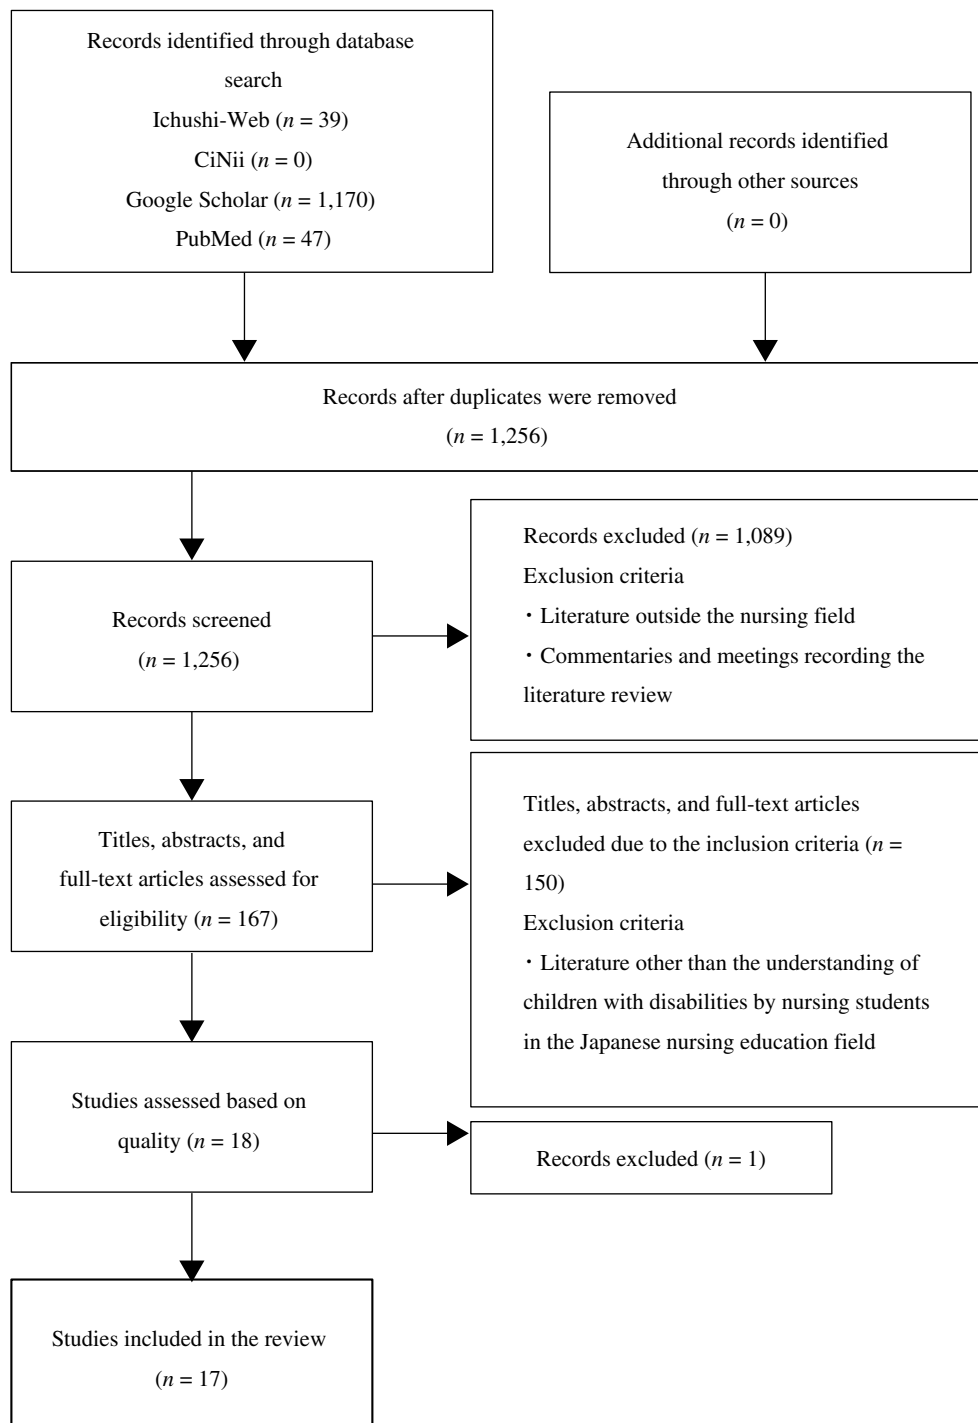 Records identified through database
search
Ichushi-Web (n = 39)
CiNii (n = 0)
Google Scholar (n = 1,170)
PubMed (n = 47)
Additional records identified
through other sources
(n = 0)
Records after duplicates were removed
(n = 1,256)
Records screened
(n = 1,256)
Records excluded (n = 1,089)
Exclusion criteria
・Literature outside the nursing field
・Commentaries and meetings recording the
literature review
Titles, abstracts, and
full-text articles assessed for
eligibility (n = 167)
Titles, abstracts, and full-text articles
excluded due to the inclusion criteria (n =
150)
Exclusion criteria
・Literature other than the understanding of
children with disabilities by nursing students
in the Japanese nursing education field
Studies assessed based on
quality (n = 18)
Records excluded (n = 1)
Studies included in the review
(n = 17)